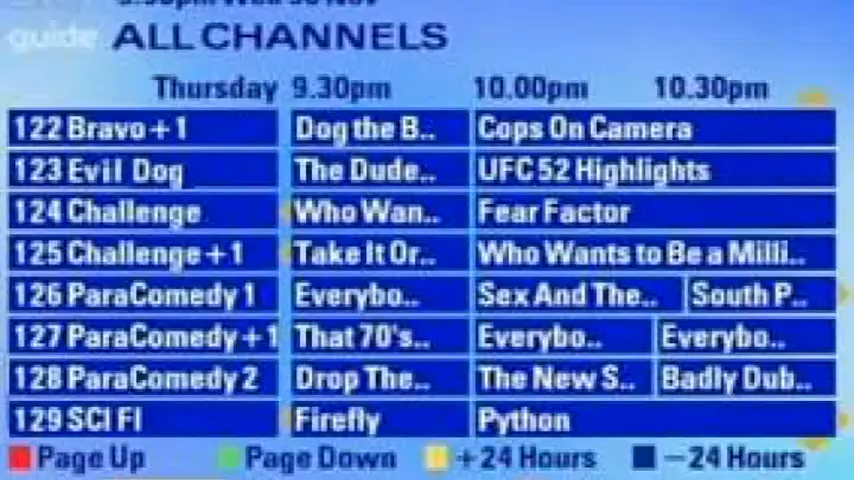 guide ALL CHANNELS
Thursday 9.30pm 10.00pm 10.30pm
122 Bravo+1 Dog the B.. Cops On Camera
123 Evil Dog The Dude.. UFC 52 Highlights
124 Challenge Who Wan.. Fear Factor
125 Challenge+1 Take It Or.. Who Wants to Be a Milli..
126 ParaComedy 1 Everybo.. Sex And The.. South P..
127 ParaComedy+1 That 70's.. Everybo.. Everybo..
128 ParaComedy 2 Drop The.. The New S.. Badly Dub..
129 SCI FI Firefly Python
Page Up Page Down +24 Hours -24 Hours